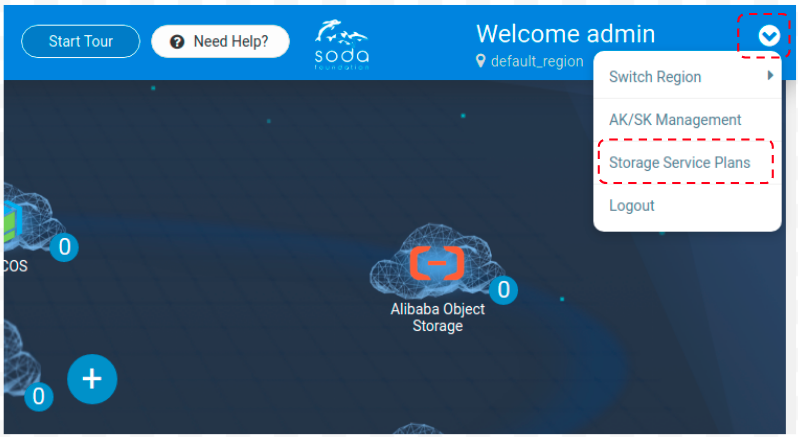 Start Tour
Need Help?
soda
foundation
Welcome admin
default_region
Switch Region
AK/SK Management
Storage Service Plans
Logout
0
COS
0
Alibaba Object
Storage
+
0